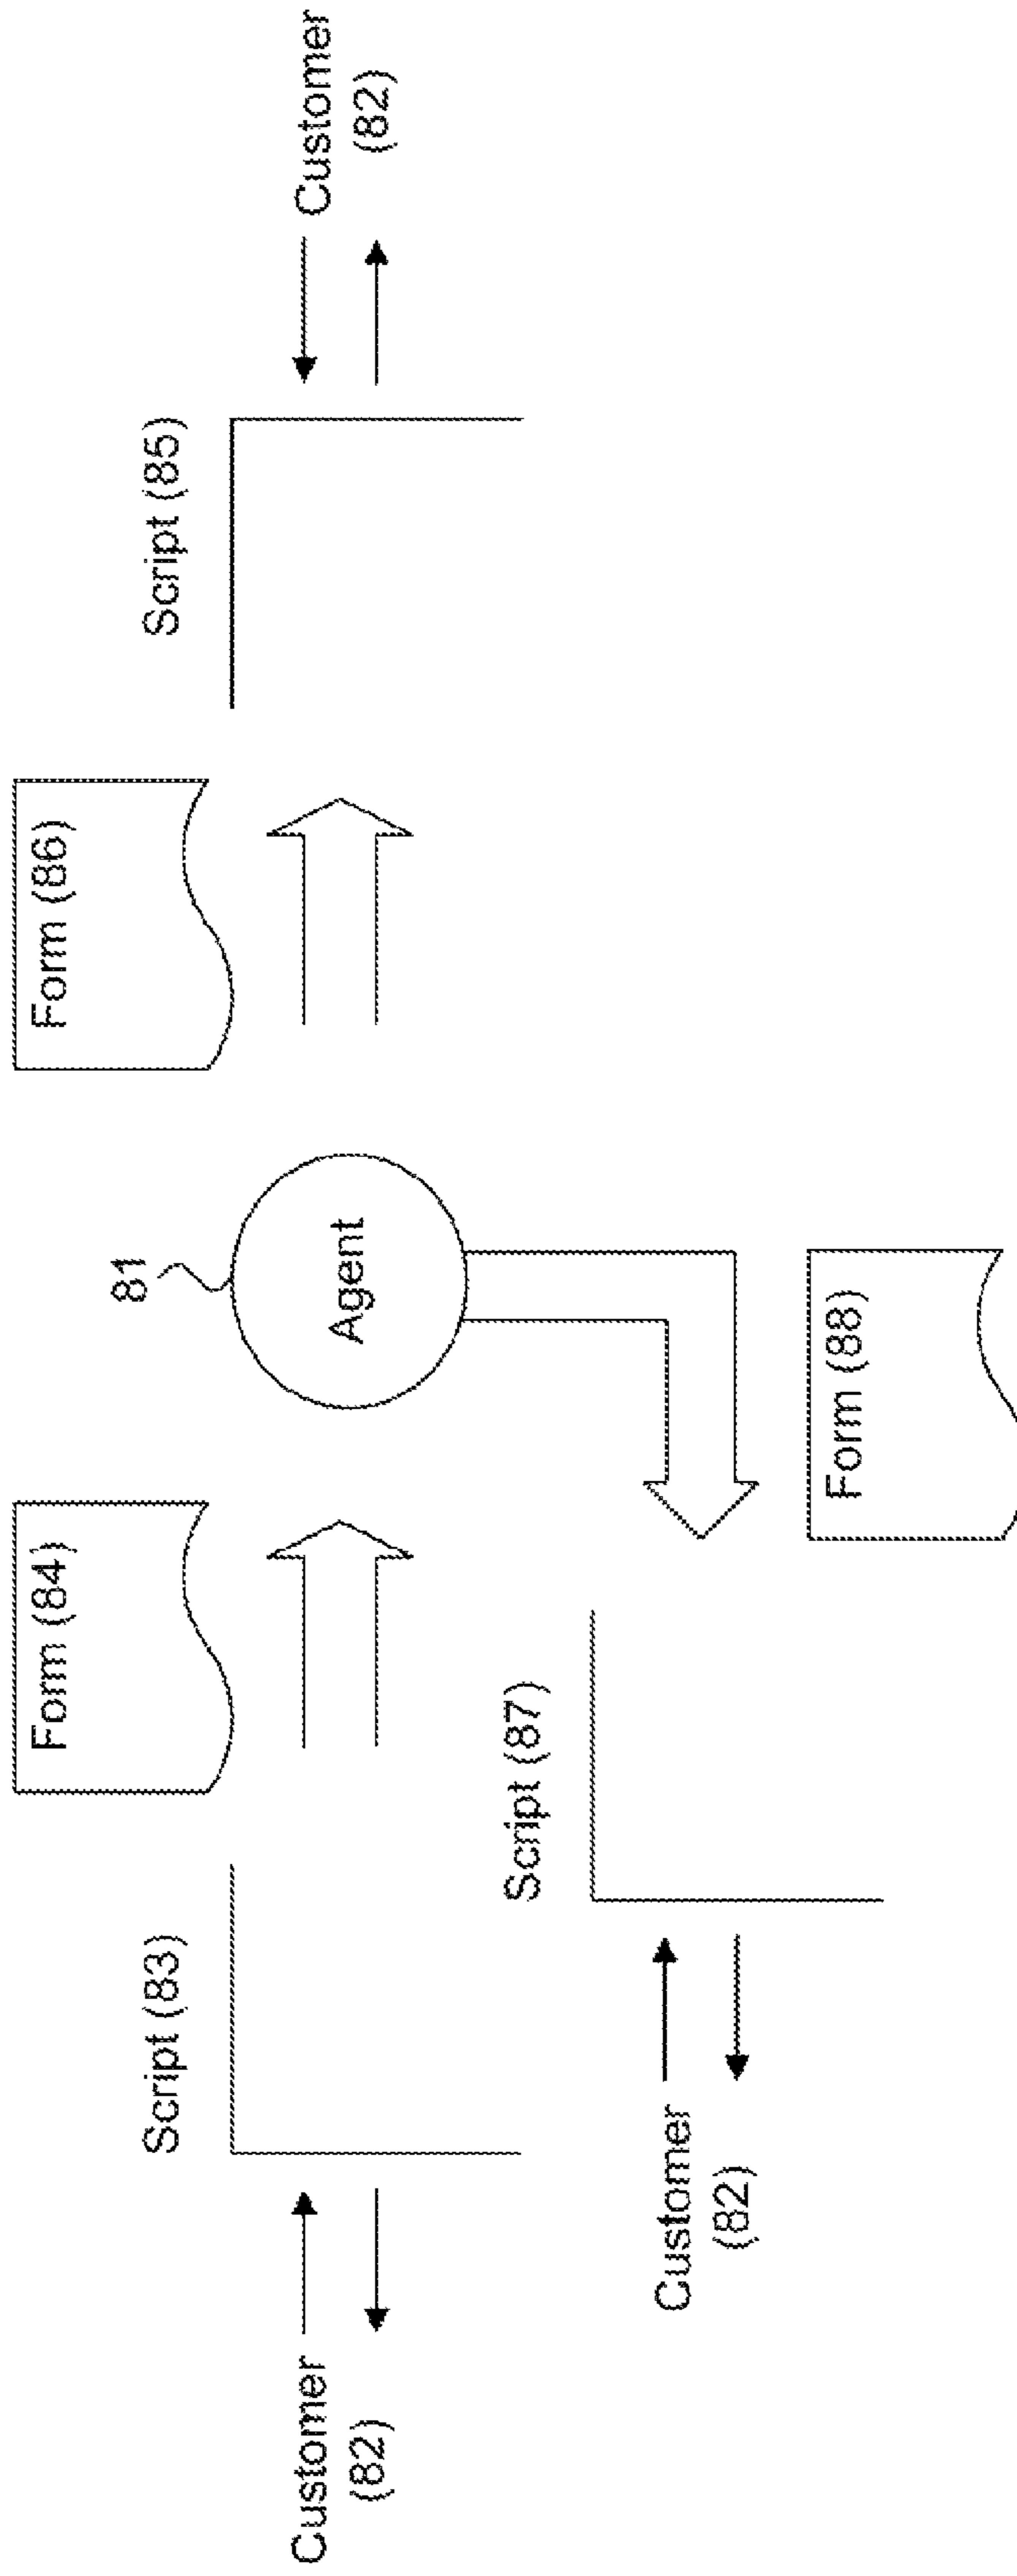 Form (84)
Form (86)
Script (83)
81
Script (85)
Customer
(82)
Agent
Customer
(82)
Script (87)
Customer
(82)
Form (88)